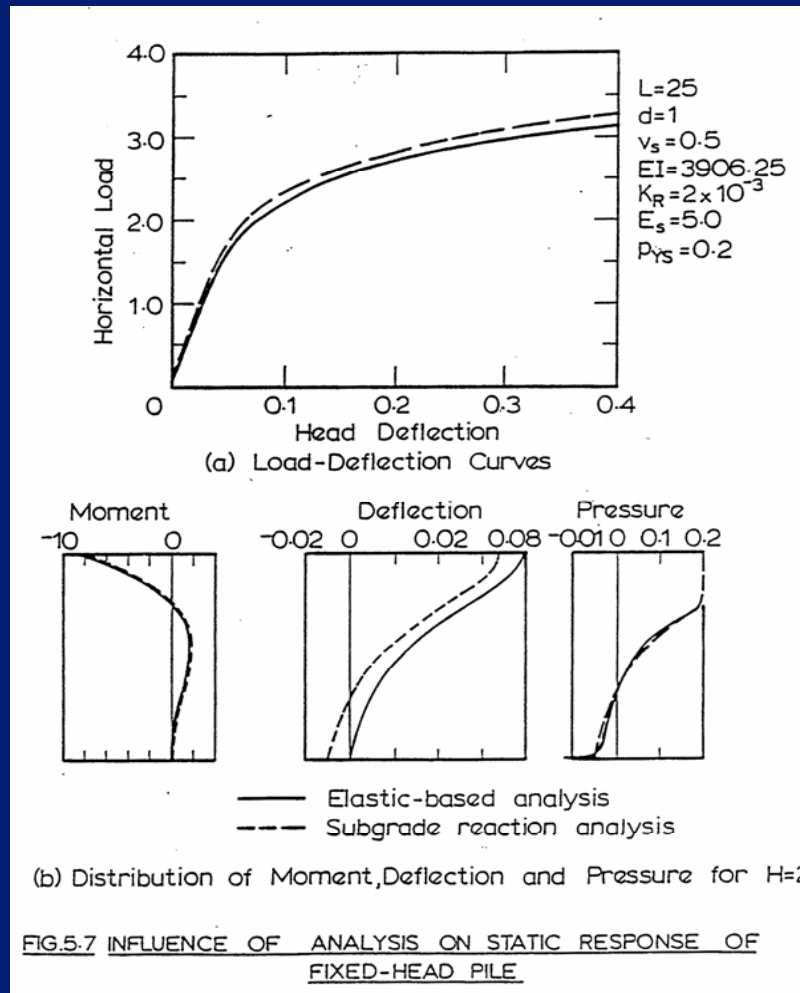 4.0
3.0
2.0
1.0
0
Horizontal Load
0.1 0.2 0.3 0.4
Head Deflection
L=25
d=1
νs=0.5
EI=3906.25
KR=2x10⁻³
Es=5.0
pYS=0.2
(a) Load-Deflection Curves
Moment
-10 0
Deflection
-0.02 0 0.02 0.08
Pressure
-0.01 0 0.1 0.2
Elastic-based analysis
Subgrade reaction analysis
(b) Distribution of Moment,Deflection and Pressure for H=2
FIG.5.7 INFLUENCE OF ANALYSIS ON STATIC RESPONSE OF
FIXED-HEAD PILE